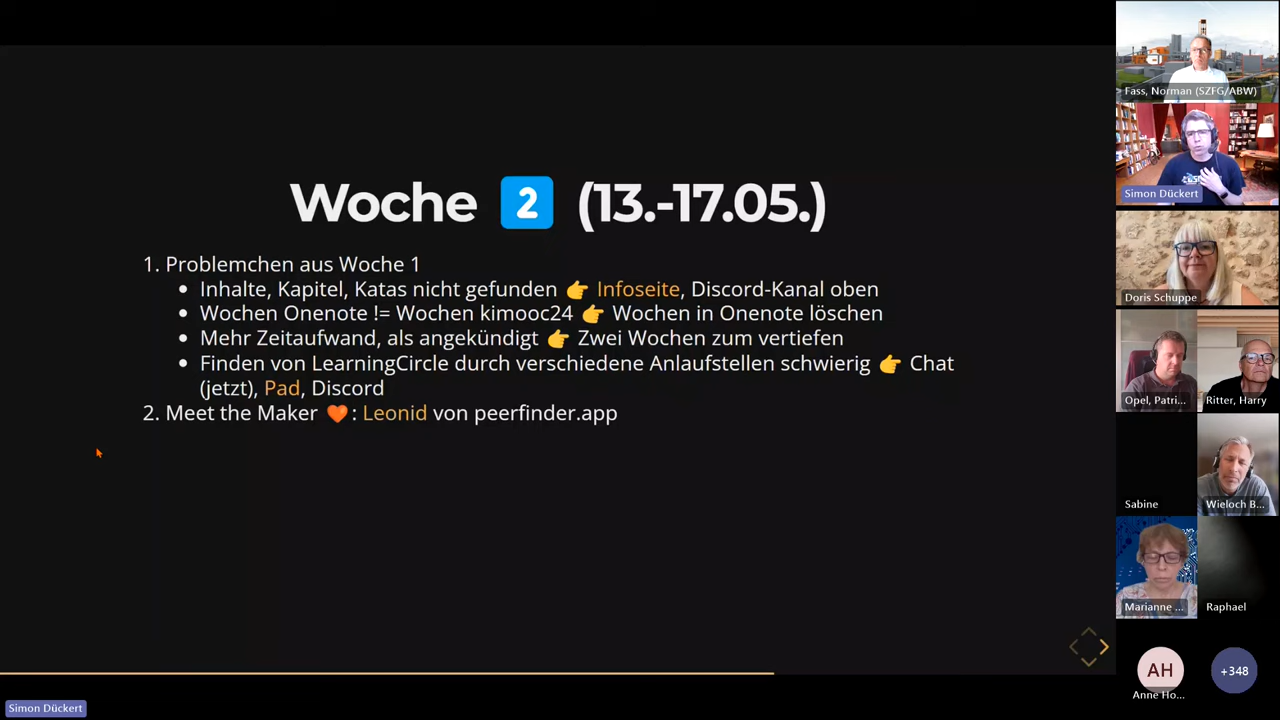 Woche 2 (13.-17.05.)
1. Problemchen aus Woche 1
• Inhalte, Kapitel, Katas nicht gefunden 👉 Infoseite, Discord-Kanal oben
• Wochen Onenote != Wochen kimooc24 👉 Wochen in Onenote löschen
• Mehr Zeitaufwand, als angekündigt 👉 Zwei Wochen zum vertiefen
• Finden von LearningCircle durch verschiedene Anlaufstellen schwierig 👉 Chat
(jetzt), Pad, Discord
2. Meet the Maker 🧡: Leonid von peerfinder.app
Simon Dückert
Fass, Norman (SZFG/ABW)
Simon Dückert
Doris Schuppe
Opel, Patri...
Ritter, Harry
Sabine
Wieloch B...
Marianne ...
Raphael
AH
Anne Ho...
+348